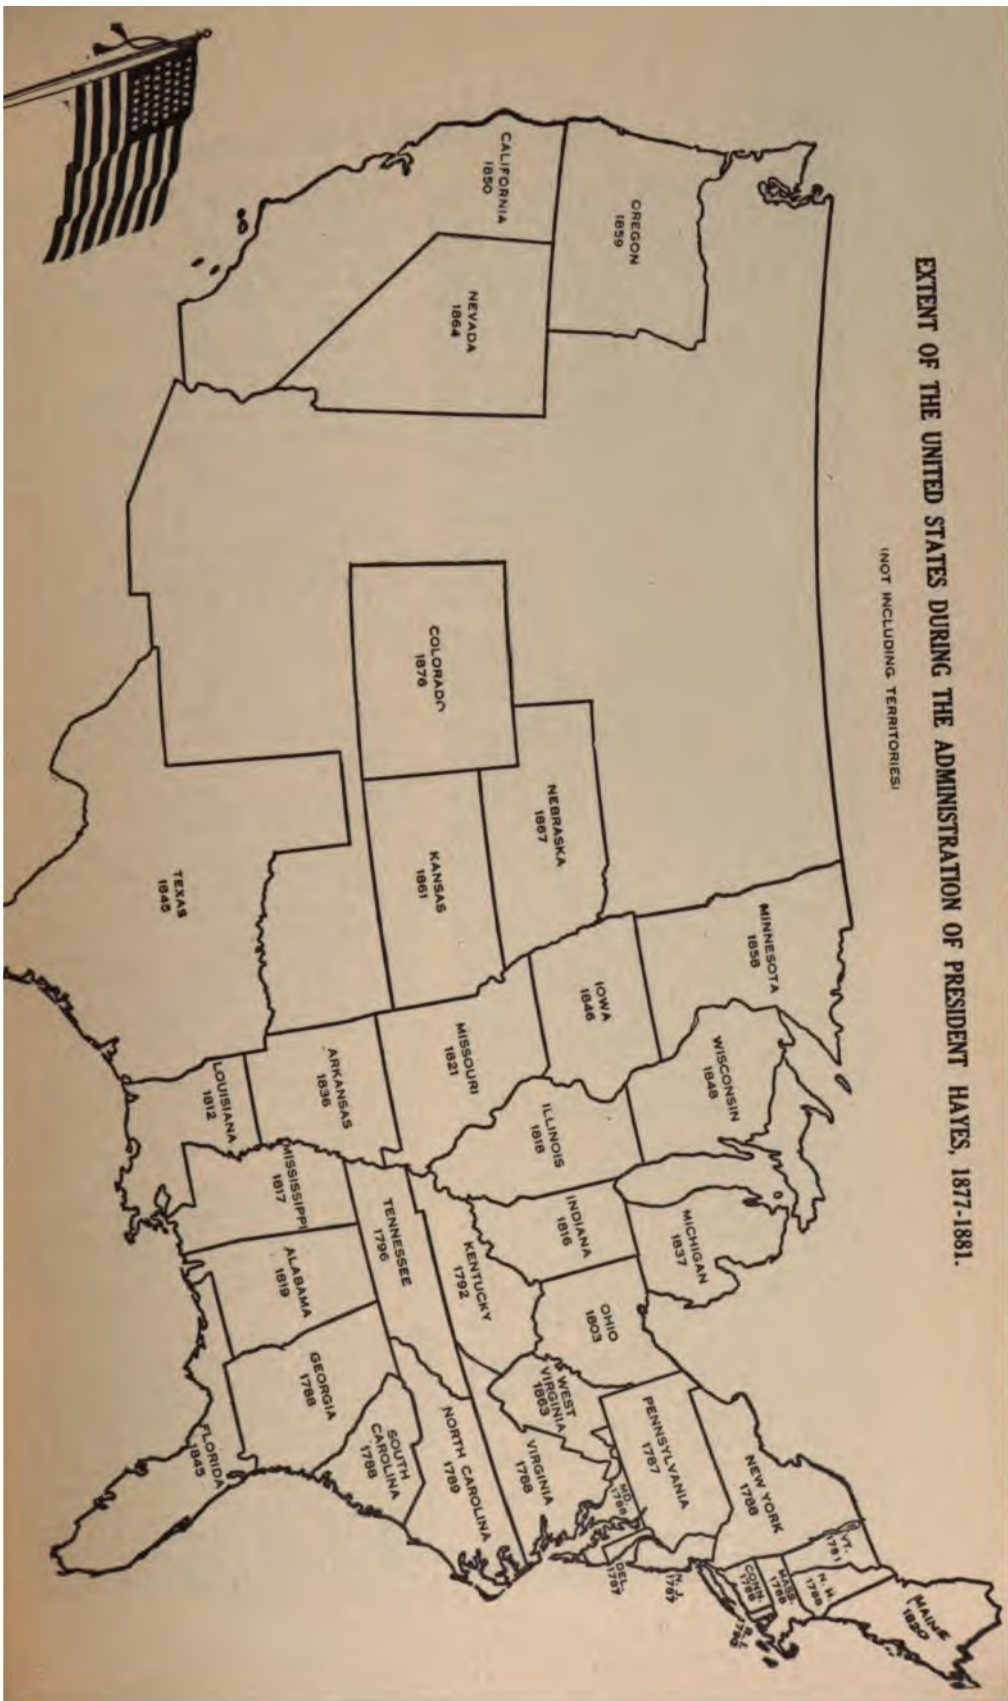 EXTENT OF THE UNITED STATES DURING THE ADMINISTRATION OF PRESIDENT HAYES, 1877-1881.
(NOT INCLUDING TERRITORIES)
OREGON
1859
CALIFORNIA
1850
NEVADA
1864
COLORADO
1876
NEBRASKA
1867
KANSAS
1861
TEXAS
1845
MINNESOTA
1858
IOWA
1846
MISSOURI
1821
ARKANSAS
1836
LOUISIANA
1812
WISCONSIN
1848
ILLINOIS
1818
MISSISSIPPI
1817
MICHIGAN
1837
INDIANA
1816
KENTUCKY
1792
TENNESSEE
1796
ALABAMA
1819
OHIO
1803
WEST
VIRGINIA
1863
GEORGIA
1788
FLORIDA
1845
PENNSYLVANIA
1787
VIRGINIA
1788
NORTH CAROLINA
1789
SOUTH
CAROLINA
1788
NEW YORK
1788
MD.
1788
DEL.
1787
N. J.
1787
VT.
1791
N. H.
1788
MASS.
1788
CONN.
1788
MAINE
1820